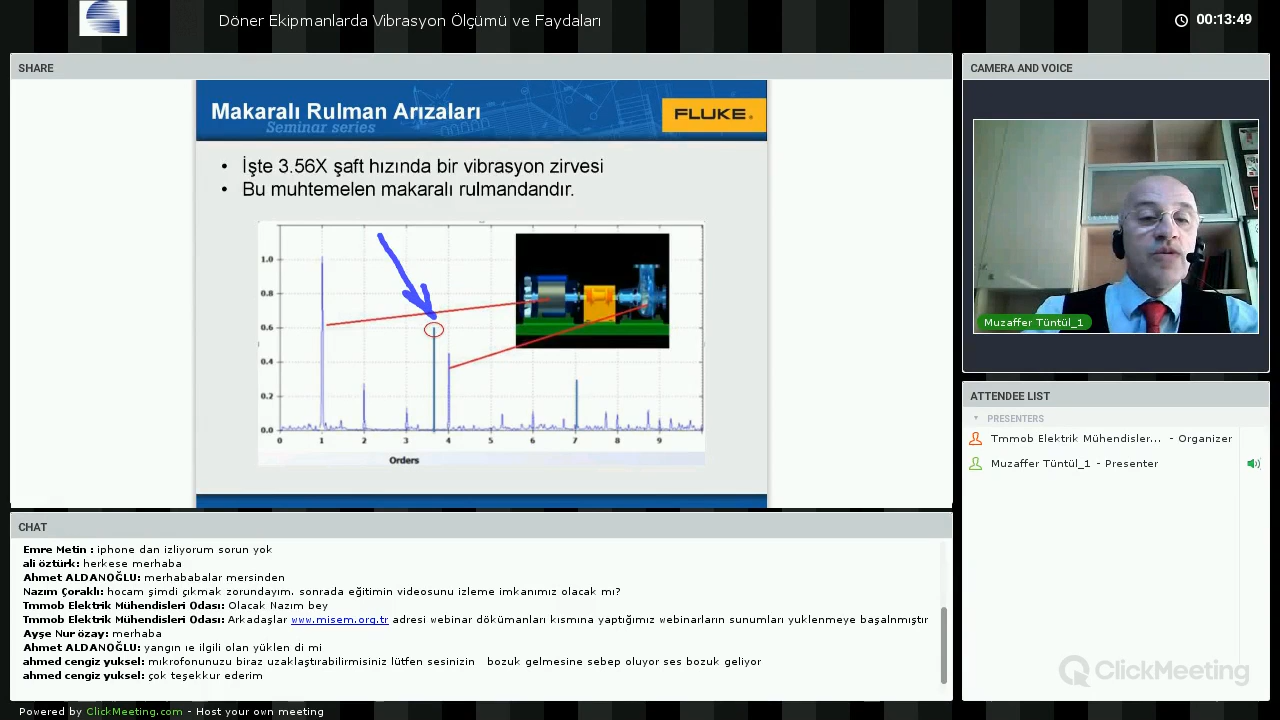 Döner Ekipmanlarda Vibrasyon Ölçümü ve Faydaları
00:13:49
SHARE
Makaralı Rulman Arızaları
Seminar series
FLUKE®
• İşte 3.56X şaft hızında bir vibrasyon zirvesi
• Bu muhtemelen makaralı rulmandandır.
1.0
0.8
0.6
0.4
0.2
0.0
0 1 2 3 4 5 6 7 8 9
Orders
CAMERA AND VOICE
Muzaffer Tüntül_1
ATTENDEE LIST
PRESENTERS
Tmmob Elektrik Mühendisler... - Organizer
Muzaffer Tüntül_1 - Presenter
CHAT
Emre Metin : iphone dan izliyorum sorun yok
ali öztürk: herkese merhaba
Ahmet ALDANOĞLU: merhababalar mersinden
Nazım Çoraklı: hocam şimdi çıkmak zorundayım. sonrada eğitimin videosunu izleme imkanımız olacak mı?
Tmmob Elektrik Mühendisleri Odası: Olacak Nazım bey
Tmmob Elektrik Mühendisleri Odası: Arkadaşlar www.misem.org.tr adresi webinar dökümanları kısmına yaptığımız webinarların sunumları yuklenmeye başalnmıştır
Ayşe Nur özay: merhaba
Ahmet ALDANOĞLU: yangın ıe ilgili olan yüklen di mi
ahmed cengiz yuksel: mıkrofonunuzu biraz uzaklaştırabilirmisiniz lütfen sesinizin bozuk gelmesine sebep oluyor ses bozuk geliyor
ahmed cengiz yuksel: çok teşekkur ederim
ClickMeeting
Powered by ClickMeeting.com - Host your own meeting